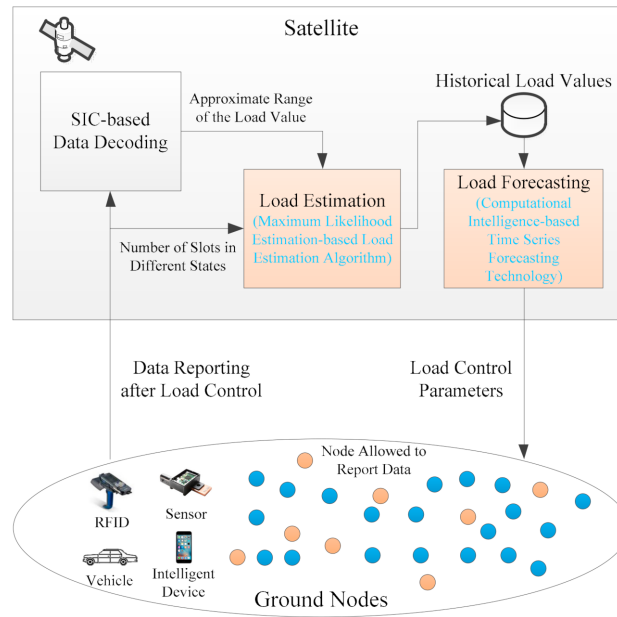 Satellite
Historical Load Values
SIC-based
Data Decoding
Approximate Range
of the Load Value
Load Estimation
(Maximum Likelihood
Estimation-based Load
Estimation Algorithm)
Load Forecasting
(Computational
Intelligence-based
Time Series
Forecasting
Technology)
Number of Slots in
Different States
Data Reporting
after Load Control
Load Control
Parameters
Node Allowed to
Report Data
RFID
Sensor
Vehicle
Intelligent
Device
Ground Nodes